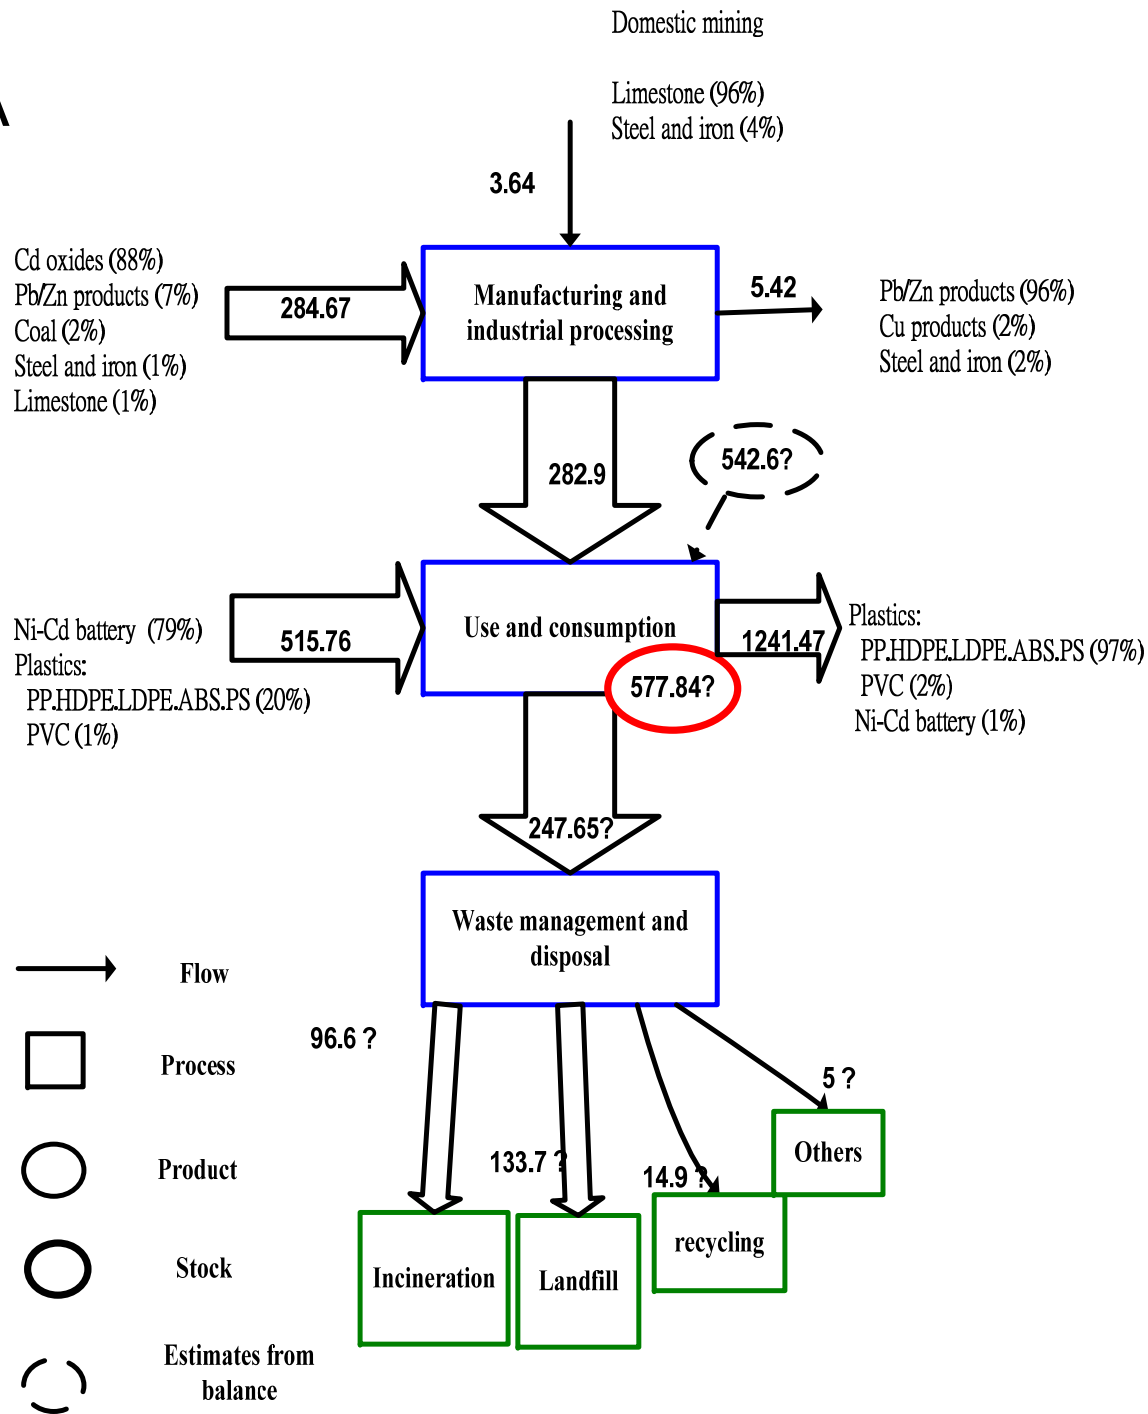 Domestic mining
A
Limestone (96%)
Steel and iron (4%)
3.64
Cd oxides (88%)
Pb/Zn products (7%)
Coal (2%)
Steel and iron (1%)
Limestone (1%)
284.67
Manufacturing and
industrial processing
5.42
Pb/Zn products (96%)
Cu products (2%)
Steel and iron (2%)
282.9
542.6?
Ni-Cd battery (79%)
Plastics:
PP.HDPE.LDPE.ABS.PS (20%)
PVC (1%)
515.76
Use and consumption
577.84?
1241.47
Plastics:
PP.HDPE.LDPE.ABS.PS (97%)
PVC (2%)
Ni-Cd battery (1%)
247.65?
Waste management and
disposal
96.6 ?
133.7 ?
14.9 ?
5 ?
Incineration
Landfill
recycling
Others
Flow
Process
Product
Stock
Estimates from
balance